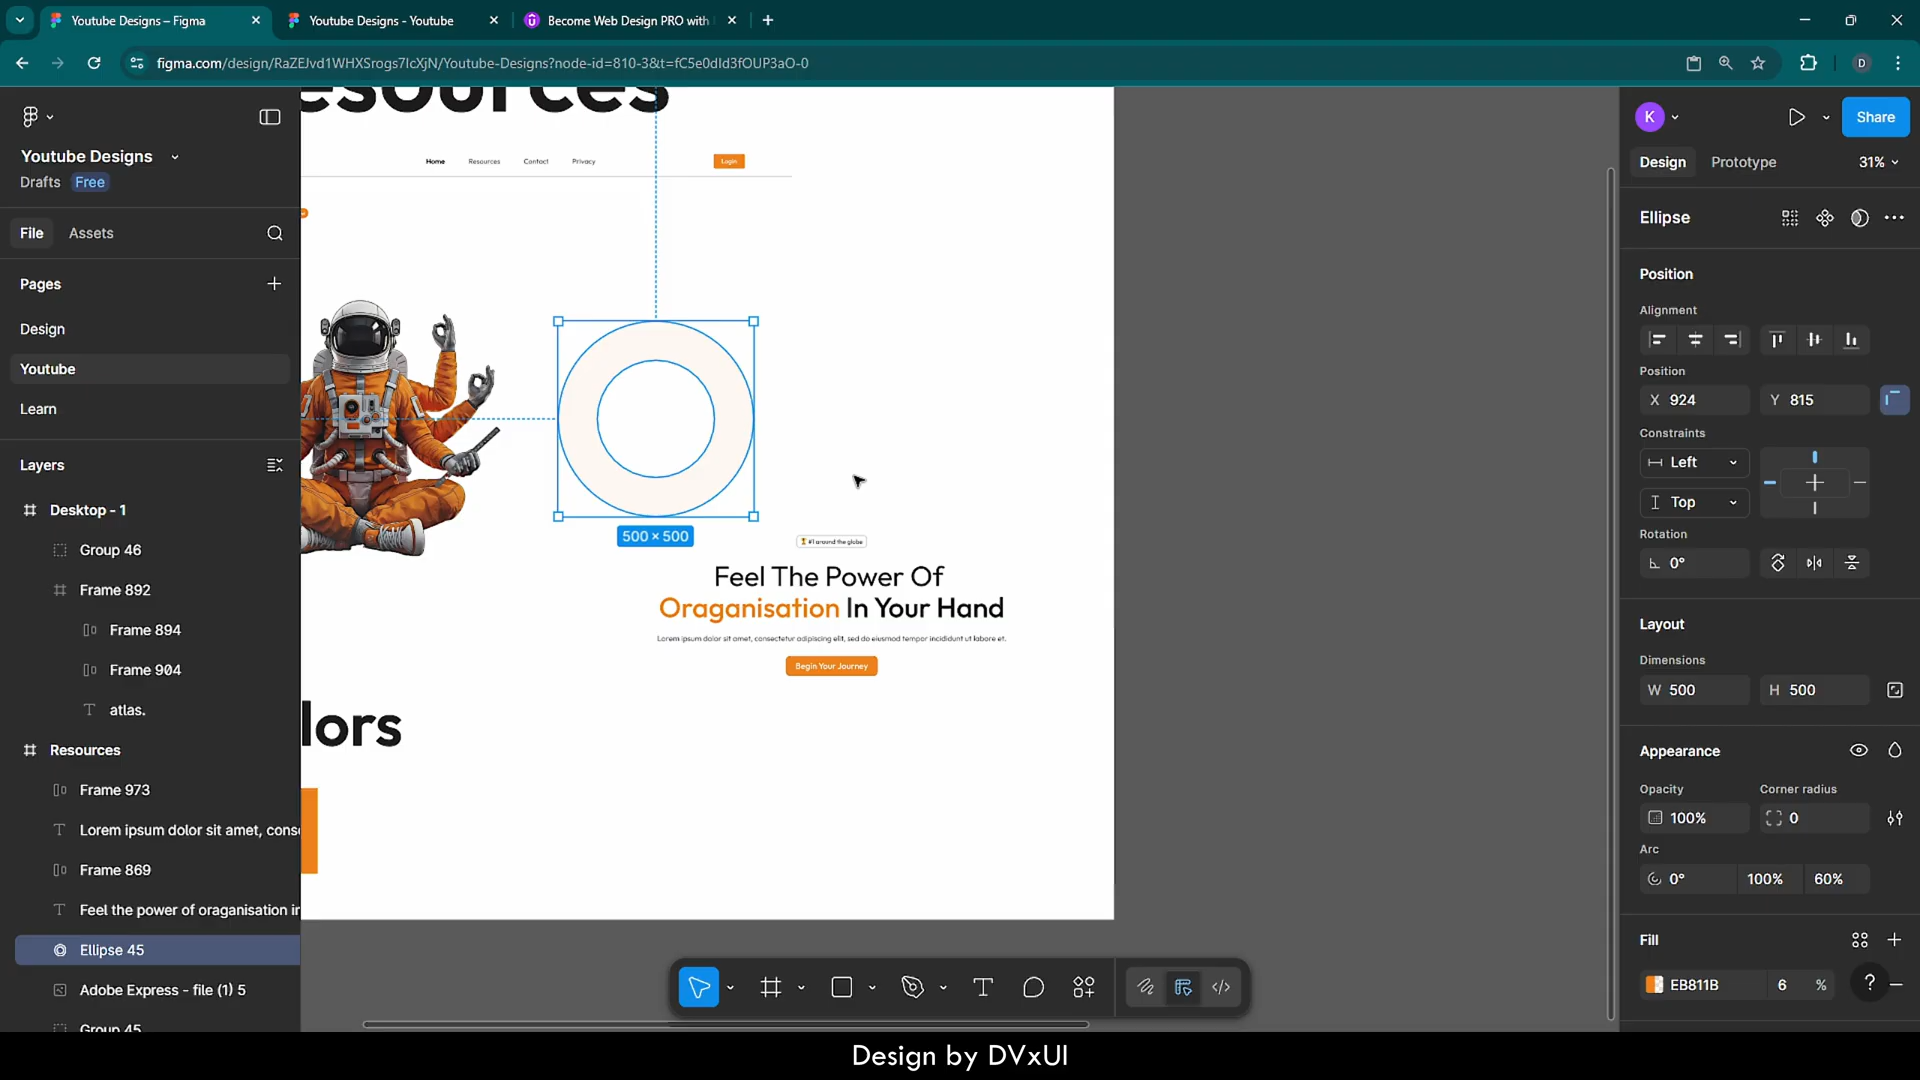 Youtube Designs – Figma
Youtube Designs - Youtube
Become Web Design PRO with
figma.com/design/RaZEJvd1WHXSrogs7IcXjN/Youtube-Designs?node-id=810-3&t=fC5e0dId3fOUP3aO-0
D
Youtube Designs
Drafts
Free
File
Assets
Pages
Design
Youtube
Learn
Layers
Desktop - 1
Group 46
Frame 892
Frame 894
Frame 904
atlas.
Resources
Frame 973
Lorem ipsum dolor sit amet, conse
Frame 869
Feel the power of oraganisation in
Ellipse 45
Adobe Express - file (1) 5
Group 45
esources
Home
Resources
Contact
Privacy
Login
500 × 500
#1 around the globe
Feel The Power Of
Oraganisation In Your Hand
Lorem ipsum dolor sit amet, consectetur adipiscing elit, sed do eiusmod tempor incididunt ut labore et.
Begin Your Journey
lors
K
Share
Design
Prototype
31%
Ellipse
Position
Alignment
Position
X 924
Y 815
Constraints
Left
Top
Rotation
0°
Layout
Dimensions
W 500
H 500
Appearance
Opacity
Corner radius
100%
0
Arc
0°
100%
60%
Fill
EB811B
6
%
?
Design by DVxUI